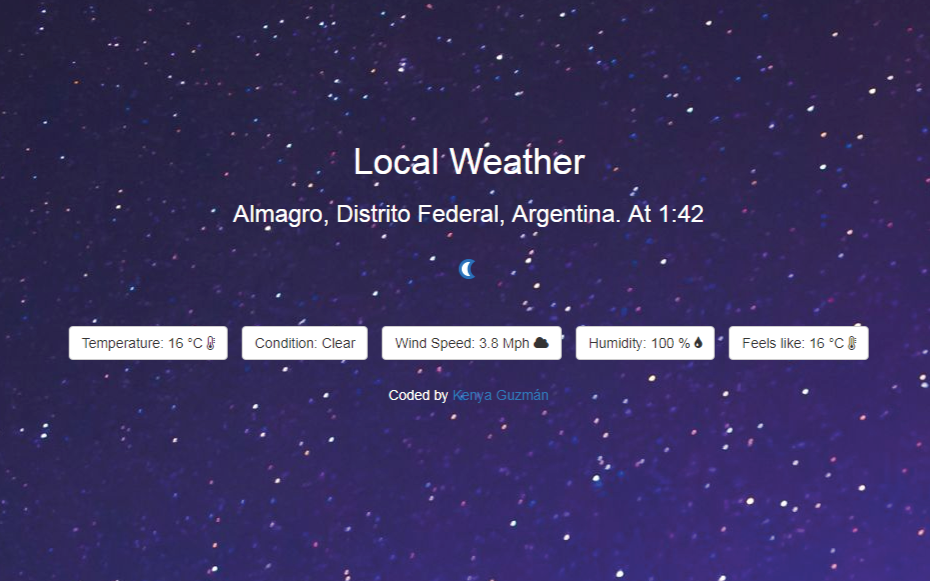 Local Weather
Almagro, Distrito Federal, Argentina. At 1:42
Temperature: 16 °C
Condition: Clear
Wind Speed: 3.8 Mph
Humidity: 100 %
Feels like: 16 °C
Coded by Kenya Guzmán